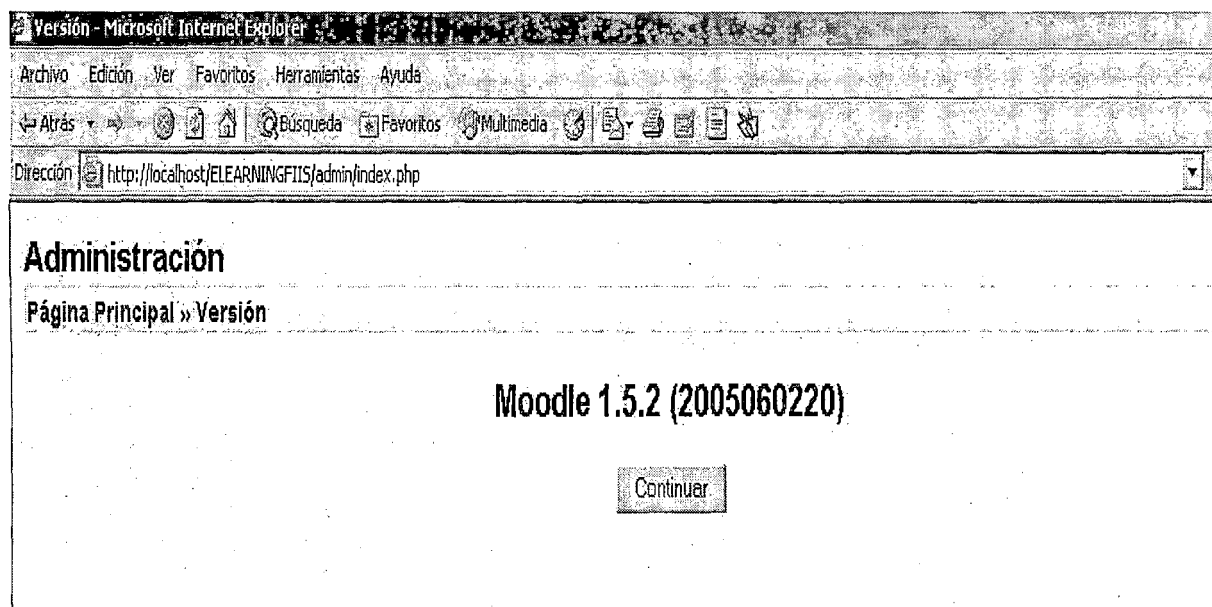 Versión - Microsoft Internet Explorer
Archivo Edición Ver Favoritos Herramientas Ayuda
Atrás Búsqueda Favoritos Multimedia
Dirección http://localhost/ELEARNINGFIIS/admin/index.php
Administración
Página Principal » Versión
Moodle 1.5.2 (2005060220)
Continuar